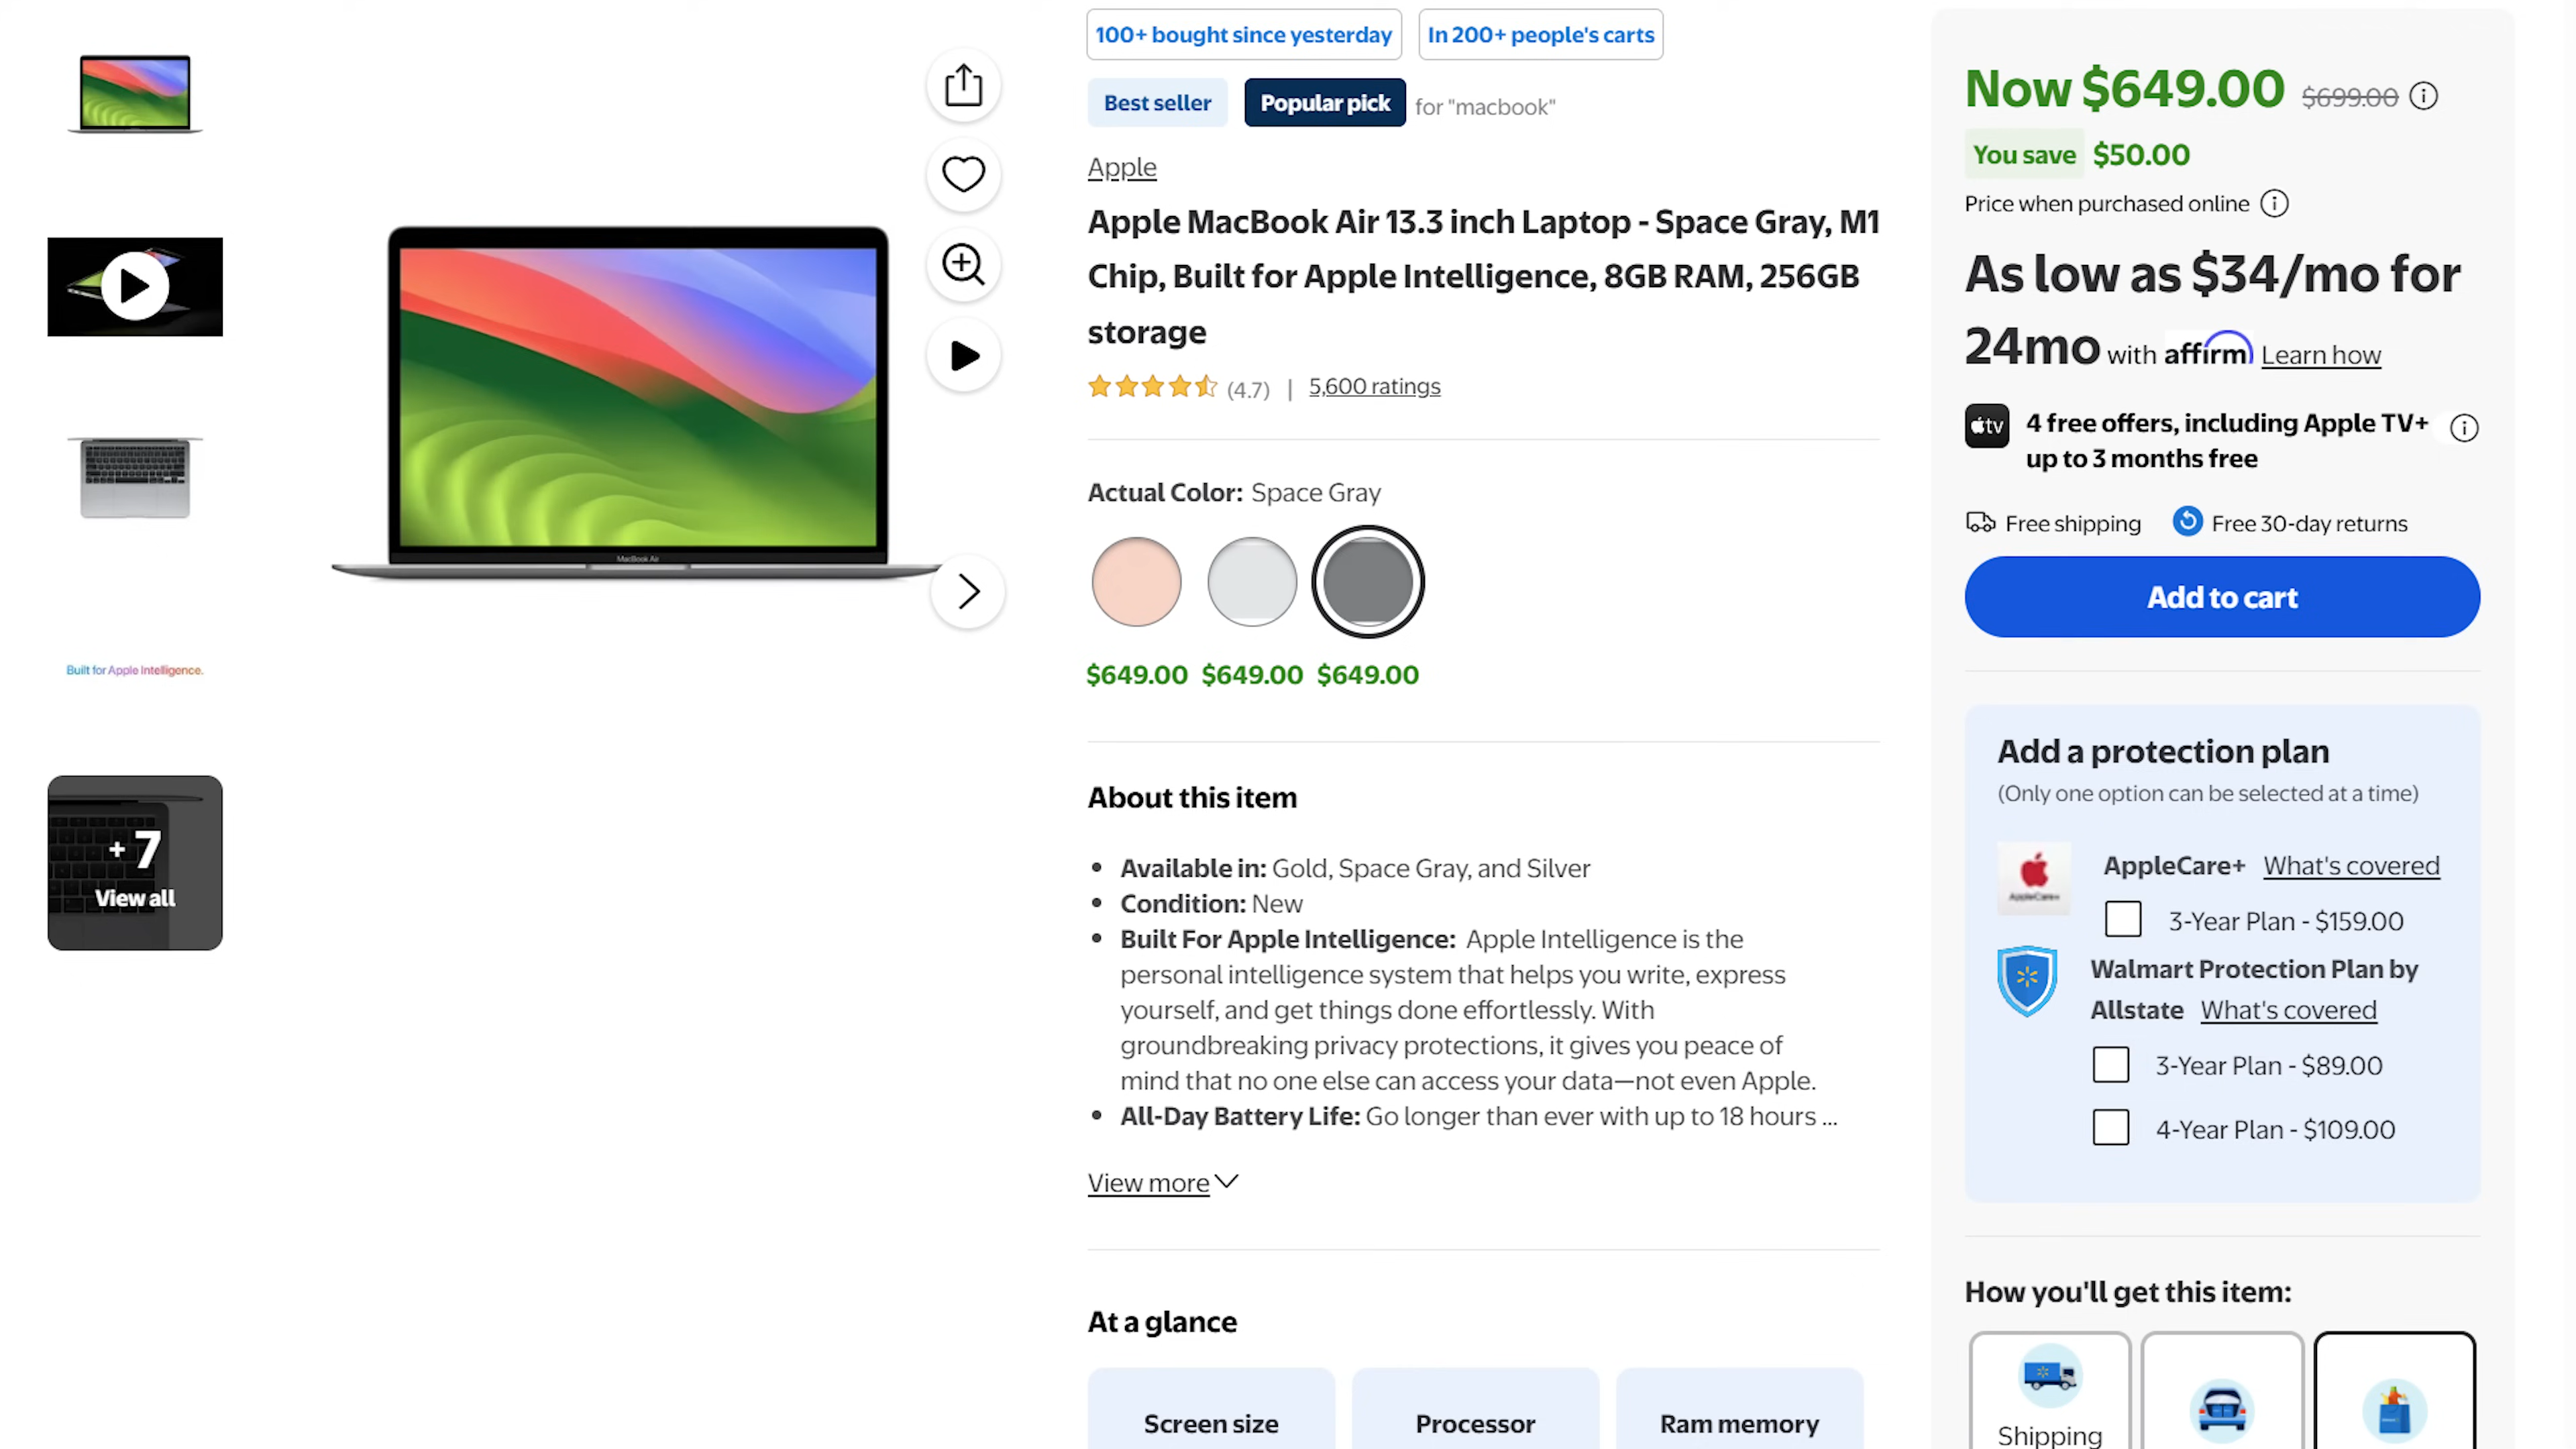 100+ bought since yesterday
In 200+ people's carts
Best seller
Popular pick
for "macbook"
Apple
Apple MacBook Air 13.3 inch Laptop - Space Gray, M1
Chip, Built for Apple Intelligence, 8GB RAM, 256GB
storage
(4.7) | 5,600 ratings
Actual Color: Space Gray
$649.00 $649.00 $649.00
About this item
• Available in: Gold, Space Gray, and Silver
• Condition: New
• Built For Apple Intelligence: Apple Intelligence is the
personal intelligence system that helps you write, express
yourself, and get things done effortlessly. With
groundbreaking privacy protections, it gives you peace of
mind that no one else can access your data—not even Apple.
• All-Day Battery Life: Go longer than ever with up to 18 hours ...
View more
At a glance
Screen size
Processor
Ram memory
MacBook Air
Built for Apple Intelligence.
+ 7
View all
Now $649.00 $699.00
You save $50.00
Price when purchased online
As low as $34/mo for
24mo with affirm Learn how
tv
4 free offers, including Apple TV+
up to 3 months free
Free shipping
Free 30-day returns
Add to cart
Add a protection plan
(Only one option can be selected at a time)
AppleCare+
AppleCare+ What's covered
3-Year Plan - $159.00
Walmart Protection Plan by
Allstate What's covered
3-Year Plan - $89.00
4-Year Plan - $109.00
How you'll get this item:
Shipping